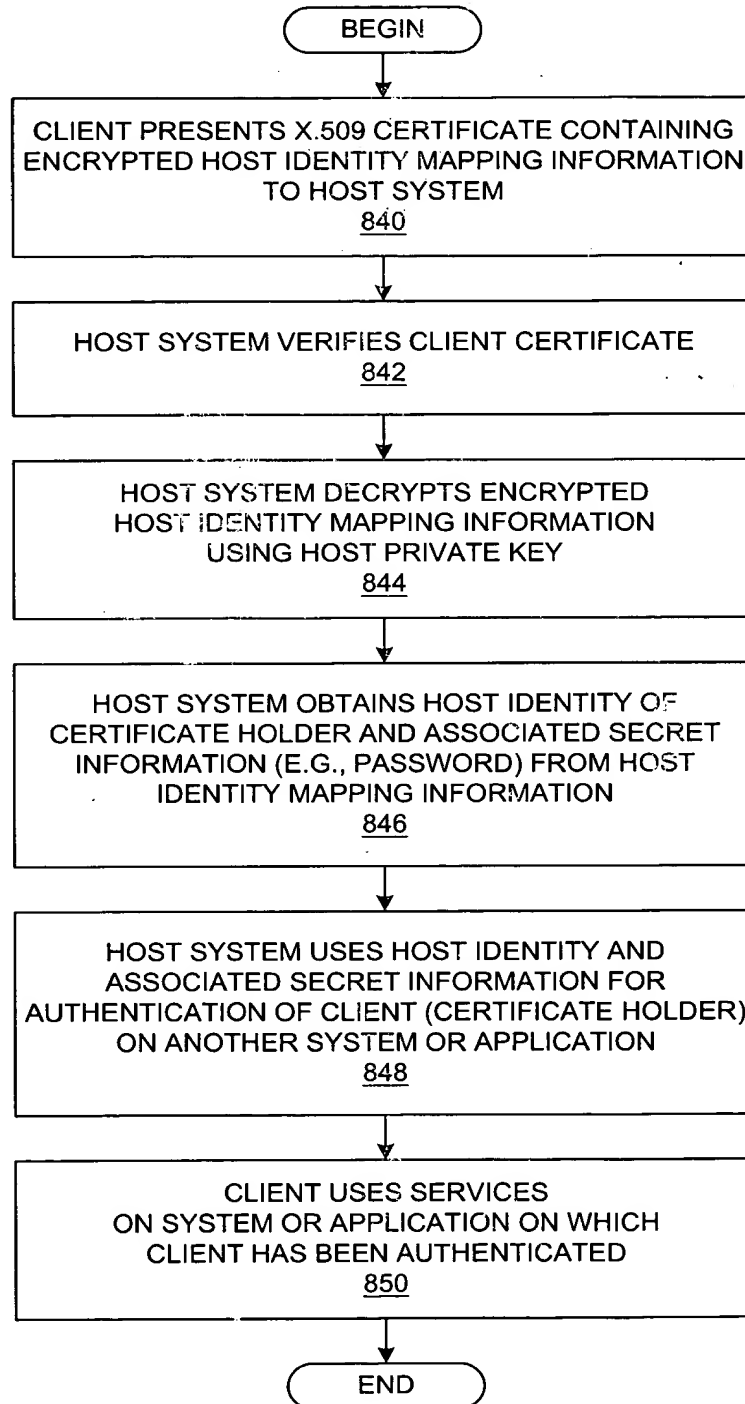 BEGIN
CLIENT PRESENTS X.509 CERTIFICATE CONTAINING
ENCRYPTED HOST IDENTITY MAPPING INFORMATION
TO HOST SYSTEM
840
HOST SYSTEM VERIFIES CLIENT CERTIFICATE
842
HOST SYSTEM DECRYPTS ENCRYPTED
HOST IDENTITY MAPPING INFORMATION
USING HOST PRIVATE KEY
844
HOST SYSTEM OBTAINS HOST IDENTITY OF
CERTIFICATE HOLDER AND ASSOCIATED SECRET
INFORMATION (E.G., PASSWORD) FROM HOST
IDENTITY MAPPING INFORMATION
846
HOST SYSTEM USES HOST IDENTITY AND
ASSOCIATED SECRET INFORMATION FOR
AUTHENTICATION OF CLIENT (CERTIFICATE HOLDER)
ON ANOTHER SYSTEM OR APPLICATION
848
CLIENT USES SERVICES
ON SYSTEM OR APPLICATION ON WHICH
CLIENT HAS BEEN AUTHENTICATED
850
END